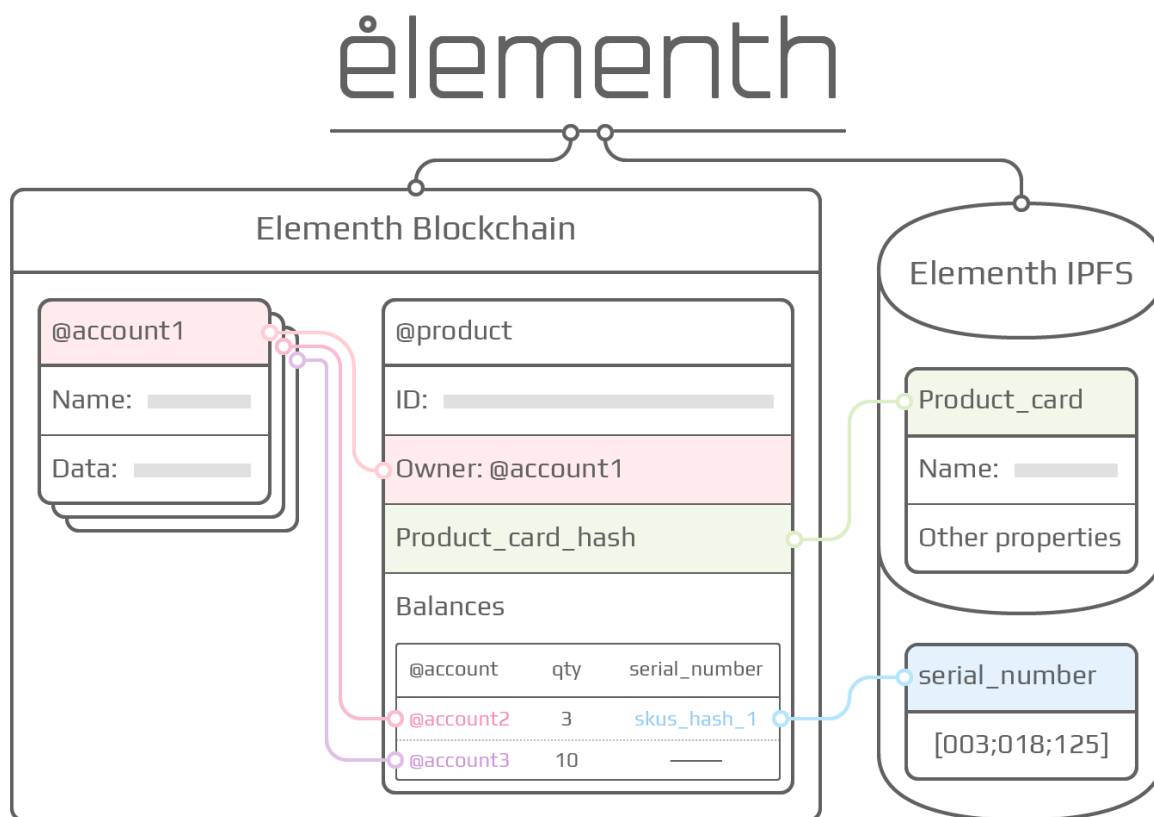 elementh
Elementh Blockchain
Elementh IPFS
@account1
Name:
Data:
@product
ID:
Owner: @account1
Product_card_hash
Balances
@account qty serial_number
@account2 3 skus_hash_1
@account3 10
Product_card
Name:
Other properties
serial_number
[003;018;125]